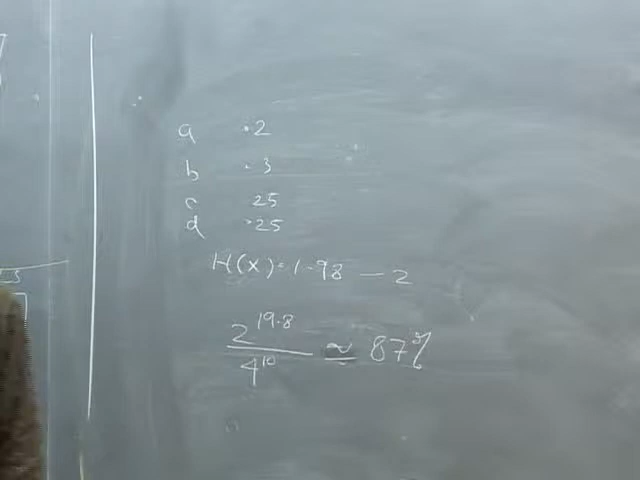 a .2
b .3
c 25
d .25
H(X) = 1.98 — 2
2^19.8 / 4^10 ≈ 87%